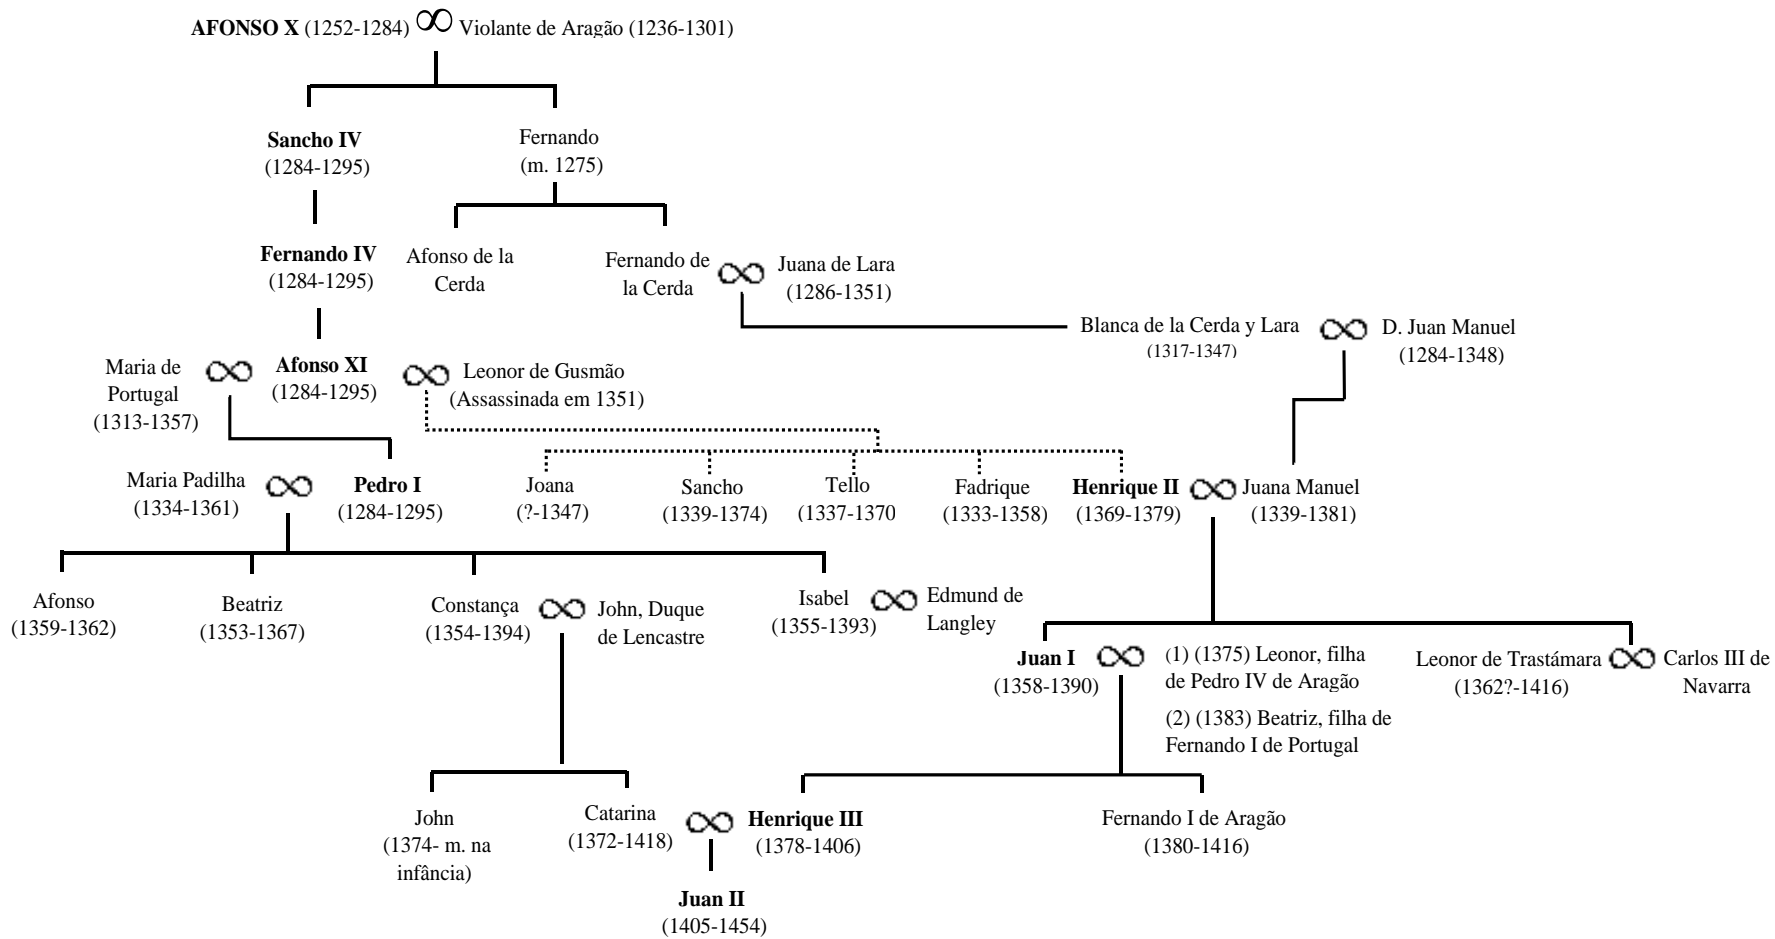 AFONSO X (1252-1284) Violante de Aragão (1236-1301)
Sancho IV
(1284-1295)
Fernando
(m. 1275)
Fernando IV
(1284-1295)
Afonso de la
Cerda
Fernando de
la Cerda
Juana de Lara
(1286-1351)
Blanca de la Cerda y Lara
(1317-1347)
D. Juan Manuel
(1284-1348)
Maria de
Portugal
(1313-1357)
Afonso XI
(1284-1295)
Leonor de Gusmão
(Assassinada em 1351)
Maria Padilha
(1334-1361)
Pedro I
(1284-1295)
Joana
(?-1347)
Sancho
(1339-1374)
Tello
(1337-1370
Fadrique
(1333-1358)
Henrique II
(1369-1379)
Juana Manuel
(1339-1381)
Afonso
(1359-1362)
Beatriz
(1353-1367)
Constança
(1354-1394)
John, Duque
de Lencastre
Isabel
(1355-1393)
Edmund de
Langley
Juan I
(1358-1390)
(1) (1375) Leonor, filha
de Pedro IV de Aragão
(2) (1383) Beatriz, filha de
Fernando I de Portugal
Leonor de Trastámara
(1362?-1416)
Carlos III de
Navarra
John
(1374- m. na
infância)
Catarina
(1372-1418)
Henrique III
(1378-1406)
Fernando I de Aragão
(1380-1416)
Juan II
(1405-1454)